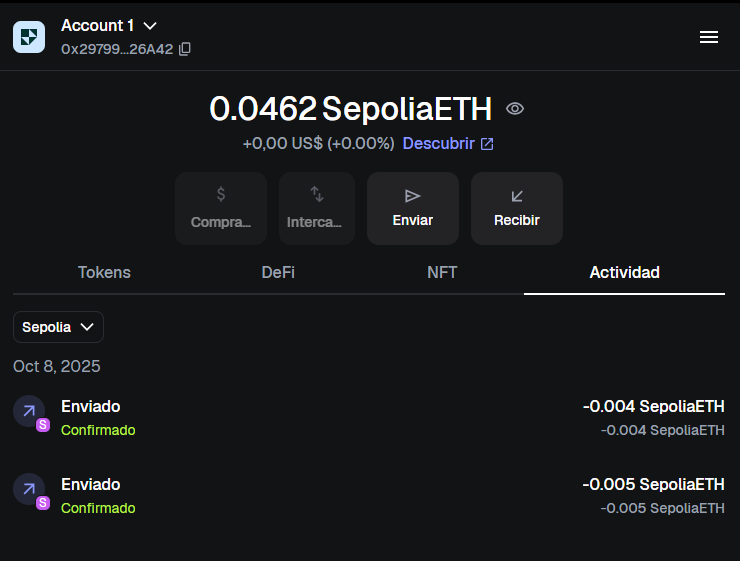 Account 1
0x29799...26A42
0.0462 SepoliaETH
+0,00 US$ (+0.00%) Descubrir
Compra...
Interca...
Enviar
Recibir
Tokens DeFi NFT Actividad
Sepolia
Oct 8, 2025
Enviado -0.004 SepoliaETH
Confirmado -0.004 SepoliaETH
S
Enviado -0.005 SepoliaETH
Confirmado -0.005 SepoliaETH
S